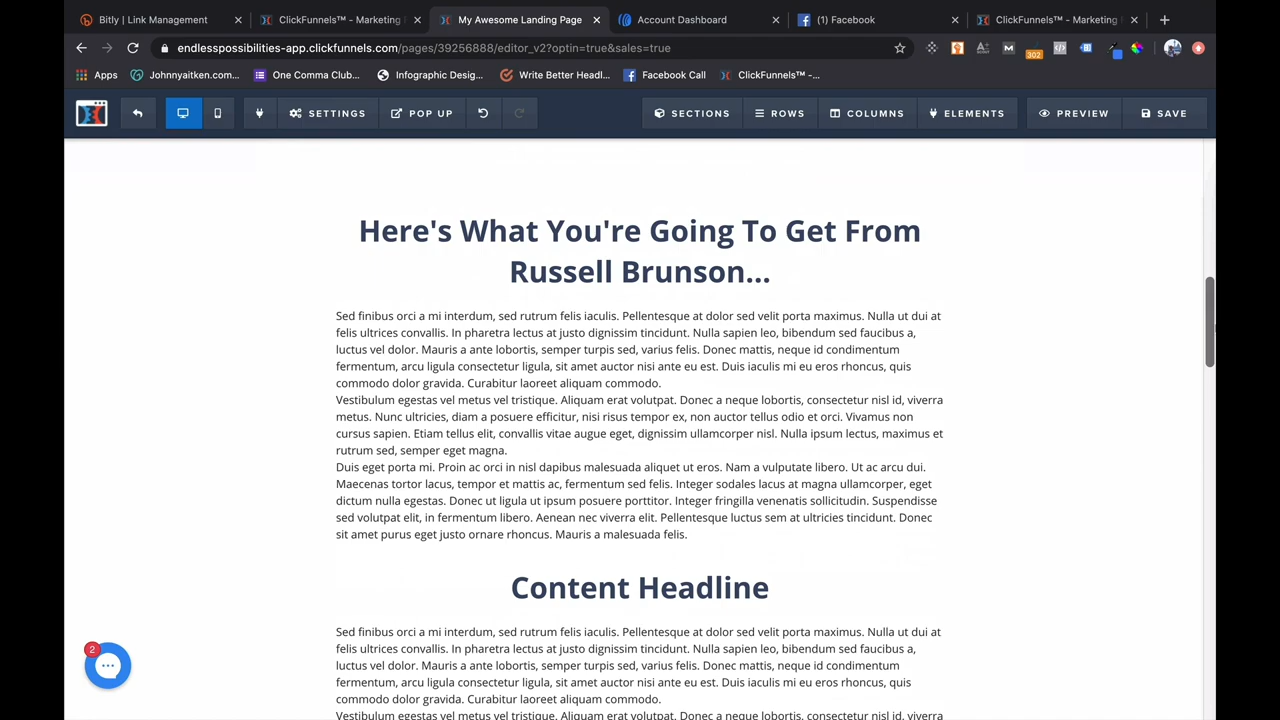 Bitly | Link Management
ClickFunnels™ - Marketing
My Awesome Landing Page
Account Dashboard
(1) Facebook
ClickFunnels™ - Marketing
endlesspossibilities-app.clickfunnels.com/pages/39256888/editor_v2?optin=true&sales=true
302
Apps
Johnnyaitken.com...
One Comma Club...
Infographic Desig...
Write Better Headl...
Facebook Call
ClickFunnels™ -...
SETTINGS
POP UP
SECTIONS
ROWS
COLUMNS
ELEMENTS
PREVIEW
SAVE
Here's What You're Going To Get From
Russell Brunson...
Sed finibus orci a mi interdum, sed rutrum felis iaculis. Pellentesque at dolor sed velit porta maximus. Nulla ut dui at
felis ultrices convallis. In pharetra lectus at justo dignissim tincidunt. Nulla sapien leo, bibendum sed faucibus a,
luctus vel dolor. Mauris a ante lobortis, semper turpis sed, varius felis. Donec mattis, neque id condimentum
fermentum, arcu ligula consectetur ligula, sit amet auctor nisi ante eu est. Duis iaculis mi eu eros rhoncus, quis
commodo dolor gravida. Curabitur laoreet aliquam commodo.
Vestibulum egestas vel metus vel tristique. Aliquam erat volutpat. Donec a neque lobortis, consectetur nisl id, viverra
metus. Nunc ultricies, diam a posuere efficitur, nisi risus tempor ex, non auctor tellus odio et orci. Vivamus non
cursus sapien. Etiam tellus elit, convallis vitae augue eget, dignissim ullamcorper nisl. Nulla ipsum lectus, maximus et
rutrum sed, semper eget magna.
Duis eget porta mi. Proin ac orci in nisl dapibus malesuada aliquet ut eros. Nam a vulputate libero. Ut ac arcu dui.
Maecenas tortor lacus, tempor et mattis ac, fermentum sed felis. Integer sodales lacus at magna ullamcorper, eget
dictum nulla egestas. Donec ut ligula ut ipsum posuere porttitor. Integer fringilla venenatis sollicitudin. Suspendisse
sed volutpat elit, in fermentum libero. Aenean nec viverra elit. Pellentesque luctus sem at ultricies tincidunt. Donec
sit amet purus eget justo ornare rhoncus. Mauris a malesuada felis.
Content Headline
Sed finibus orci a mi interdum, sed rutrum felis iaculis. Pellentesque at dolor sed velit porta maximus. Nulla ut dui at
felis ultrices convallis. In pharetra lectus at justo dignissim tincidunt. Nulla sapien leo, bibendum sed faucibus a,
luctus vel dolor. Mauris a ante lobortis, semper turpis sed, varius felis. Donec mattis, neque id condimentum
fermentum, arcu ligula consectetur ligula, sit amet auctor nisi ante eu est. Duis iaculis mi eu eros rhoncus, quis
commodo dolor gravida. Curabitur laoreet aliquam commodo.
Vestibulum egestas vel metus vel tristique. Aliquam erat volutpat. Donec a neque lobortis, consectetur nisl id, viverra
2